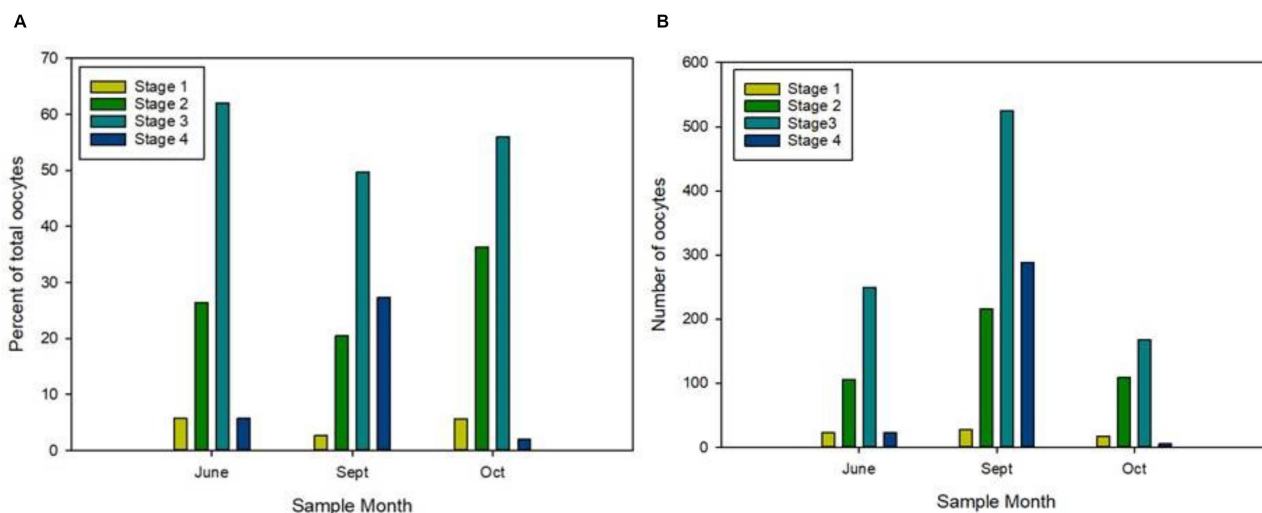 A
70
60
50
40
30
20
10
0
Percent of total oocytes
Stage 1
Stage 2
Stage 3
Stage 4
June Sept Oct
Sample Month
B
600
500
400
300
200
100
0
Number of oocytes
Stage 1
Stage 2
Stage3
Stage 4
June Sept Oct
Sample Month